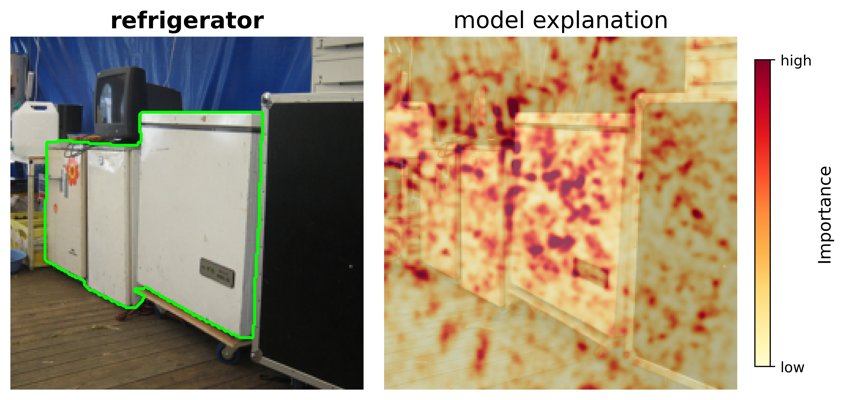 refrigerator
model explanation
high
Importance
low